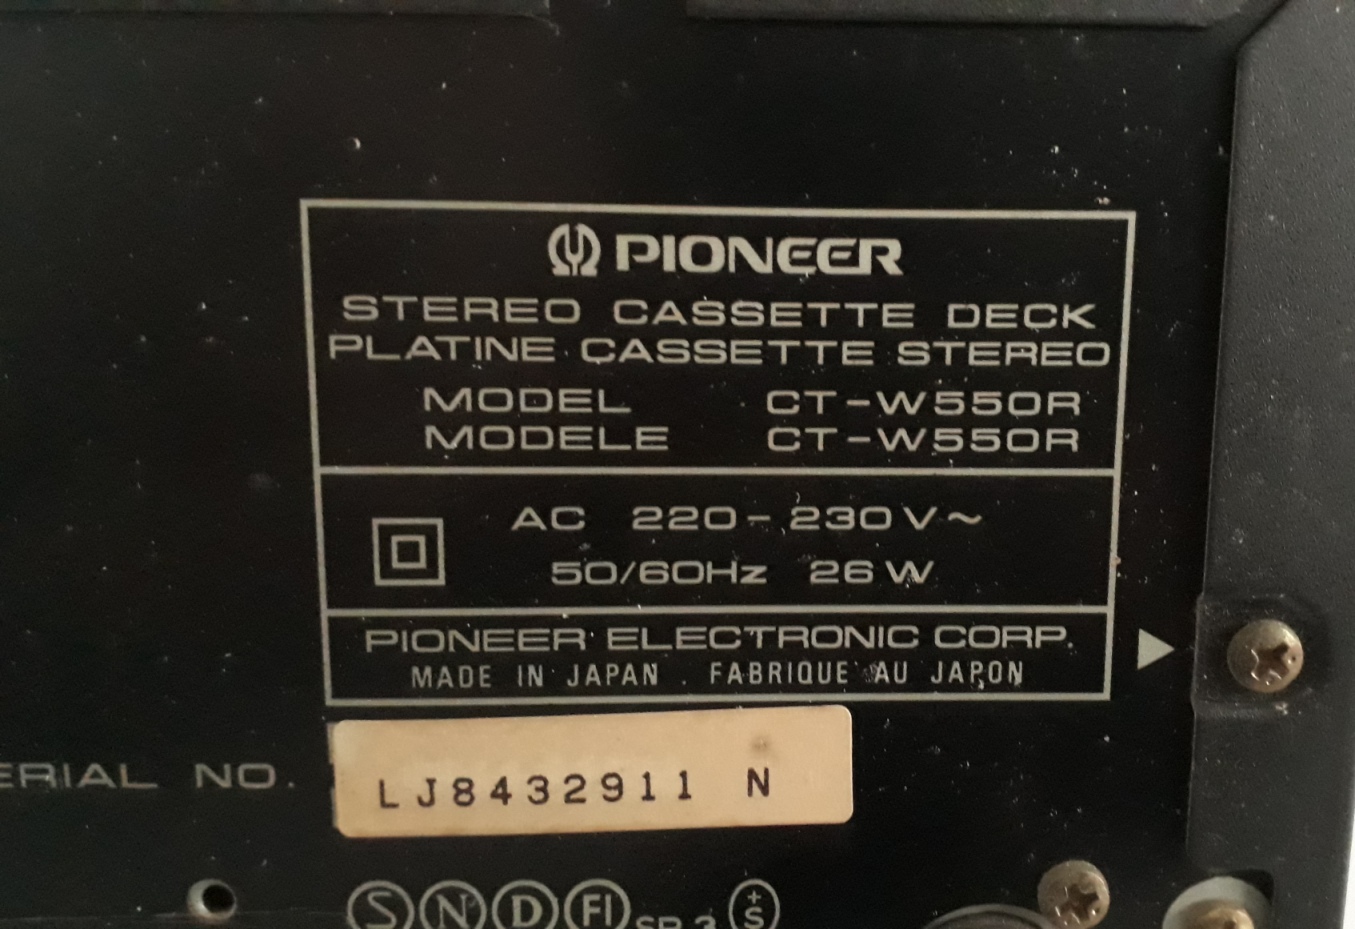 PIONEER
STEREO CASSETTE DECK
PLATINE CASSETTE STEREO
MODEL CT-W550R
MODELE CT-W550R
AC 220-230V~
50/60Hz 26W
PIONEER ELECTRONIC CORP.
MADE IN JAPAN . FABRIQUE AU JAPON
ERIAL NO. LJ8432911 N
S N D FI +S